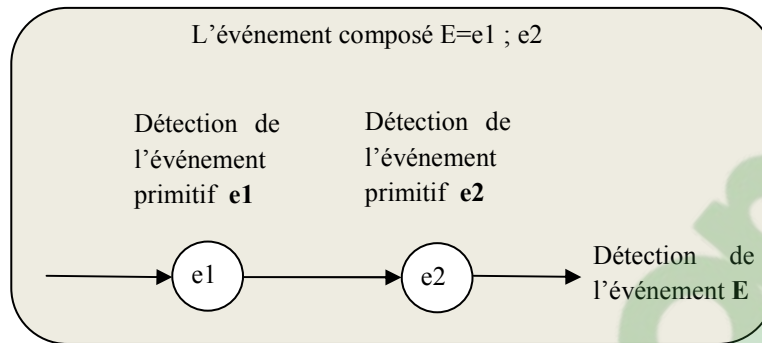 L'événement composé E=e1 ; e2
Détection de
l'événement
primitif e1
Détection de
l'événement
primitif e2
e1
e2
Détection de
l'événement E